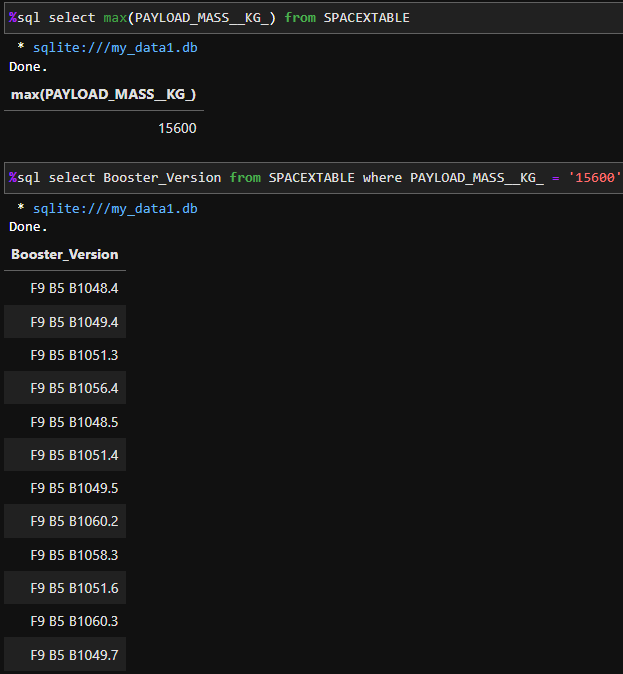 %sql select max(PAYLOAD_MASS__KG_) from SPACEXTABLE
* sqlite:///my_data1.db
Done.
max(PAYLOAD_MASS__KG_)
15600
%sql select Booster_Version from SPACEXTABLE where PAYLOAD_MASS__KG_ = '15600'
* sqlite:///my_data1.db
Done.
Booster_Version
F9 B5 B1048.4
F9 B5 B1049.4
F9 B5 B1051.3
F9 B5 B1056.4
F9 B5 B1048.5
F9 B5 B1051.4
F9 B5 B1049.5
F9 B5 B1060.2
F9 B5 B1058.3
F9 B5 B1051.6
F9 B5 B1060.3
F9 B5 B1049.7